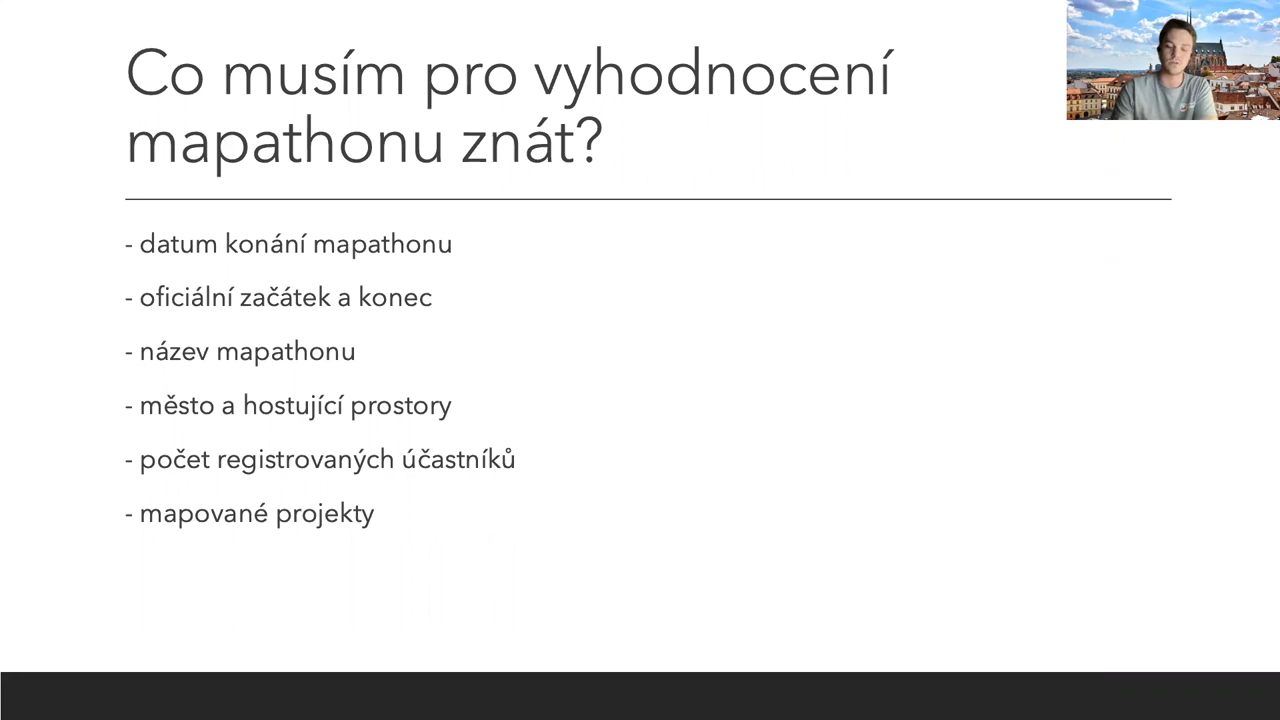 Co musím pro vyhodnocení
mapathonu znát?
- datum konání mapathonu
- oficiální začátek a konec
- název mapathonu
- město a hostující prostory
- počet registrovaných účastníků
- mapované projekty